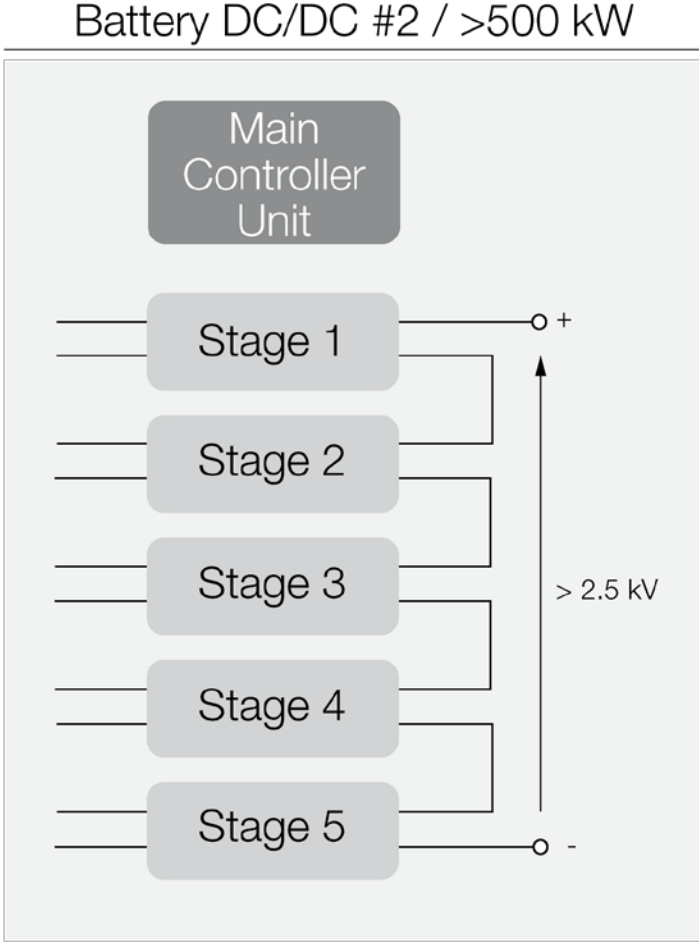 Battery DC/DC #2 / >500 kW
Main
Controller
Unit
Stage 1
+
Stage 2
Stage 3
> 2.5 kV
Stage 4
Stage 5
-